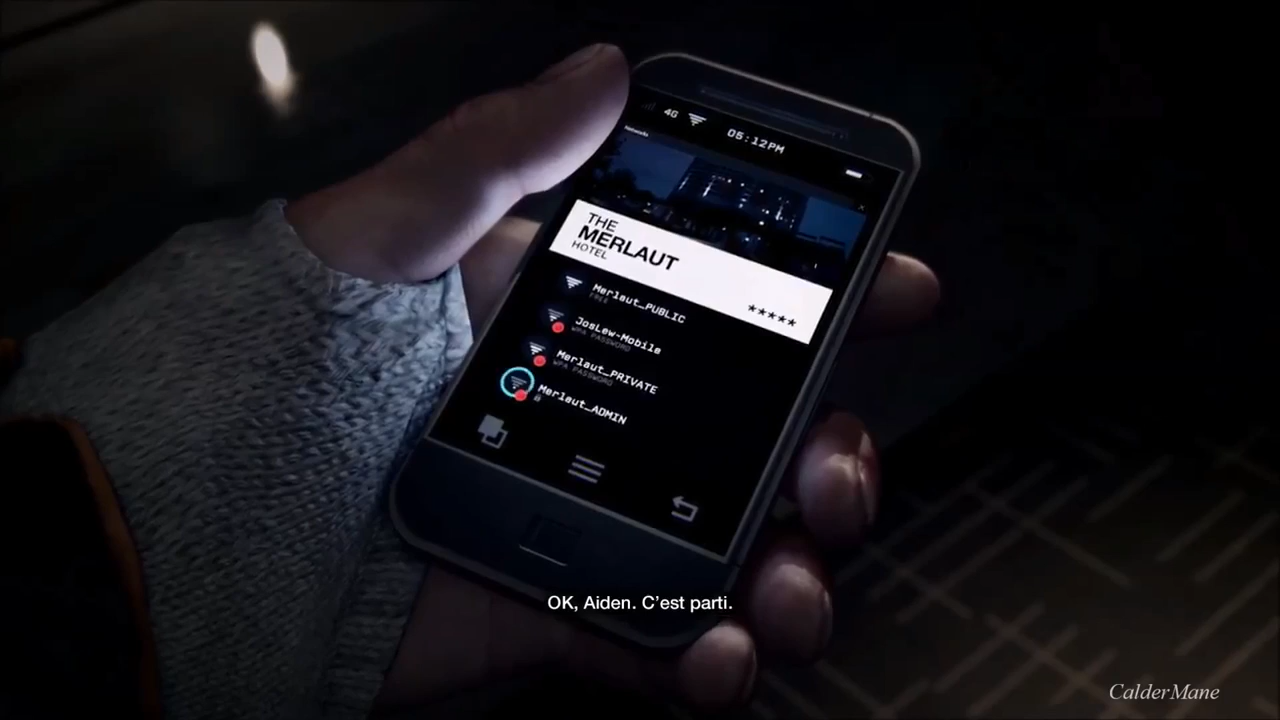 4G 05:12PM
Networks
THE
MERLAUT
HOTEL
★★★★★
Merlaut_PUBLIC
FREE
JosLew-Mobile
WPA PASSWORD
Merlaut_PRIVATE
WPA PASSWORD
Merlaut_ADMIN
OK, Aiden. C'est parti.
CalderMane